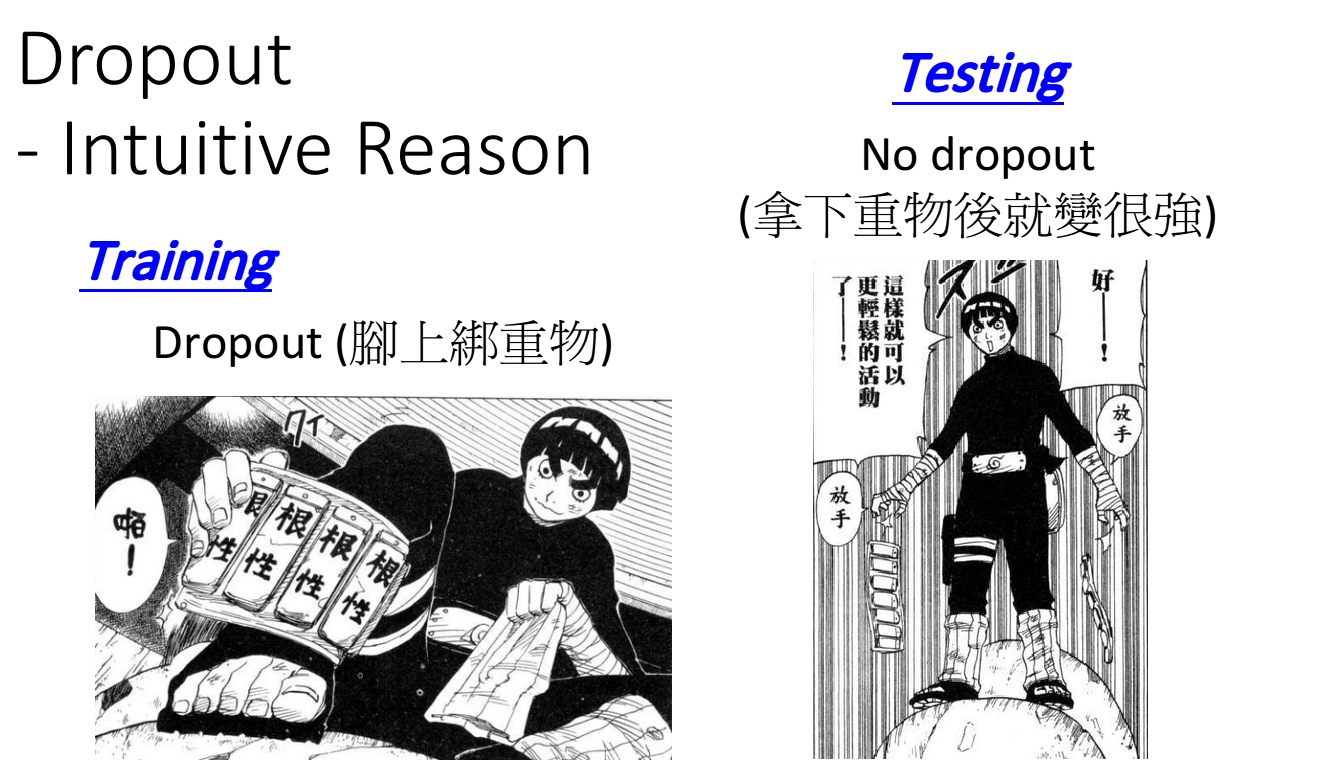 Dropout
- Intuitive Reason
Training
Dropout (腳上綁重物)
クイ
啪！
根性
根性
根性
根性
Testing
No dropout
(拿下重物後就變很強)
好——！
這樣就可以
更輕鬆的活動
了——！
放手
放手